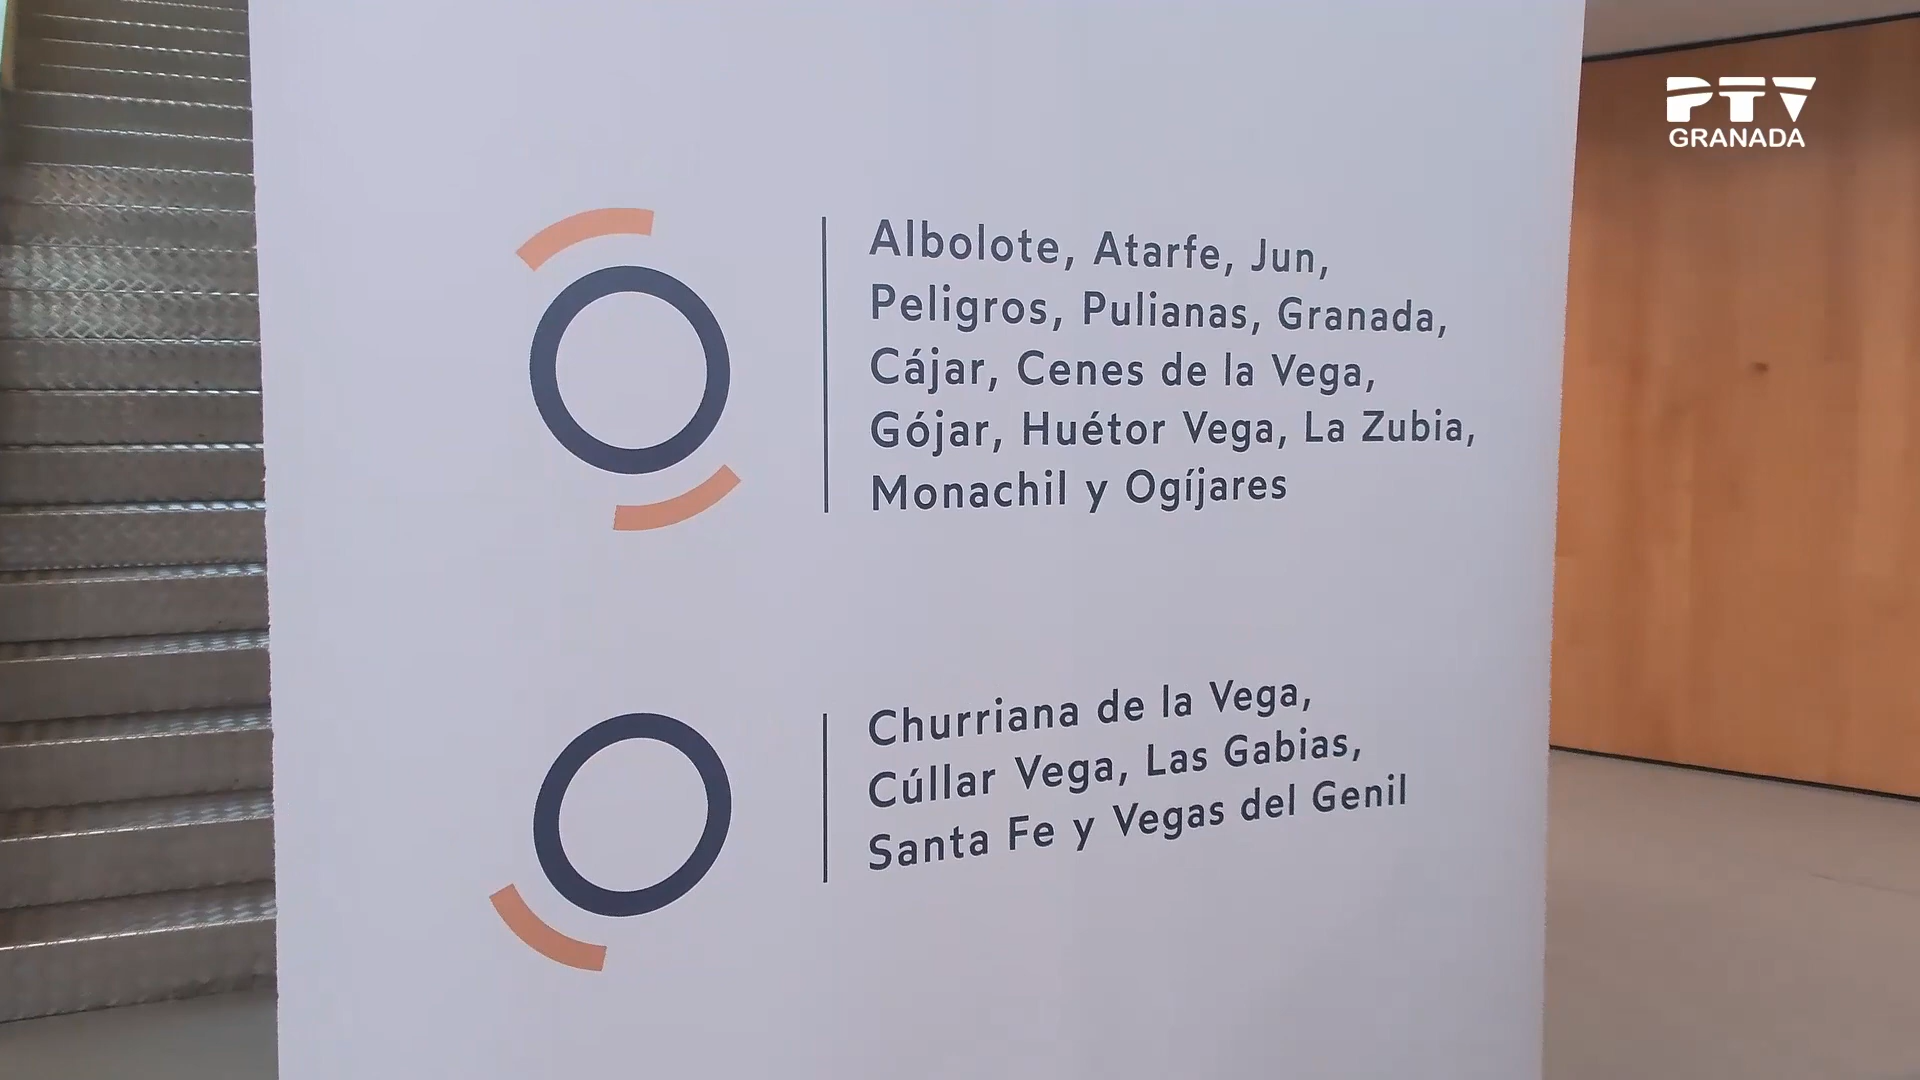 PTV
GRANADA
Albolote, Atarfe, Jun,
Peligros, Pulianas, Granada,
Cájar, Cenes de la Vega,
Gójar, Huétor Vega, La Zubia,
Monachil y Ogíjares
Churriana de la Vega,
Cúllar Vega, Las Gabias,
Santa Fe y Vegas del Genil